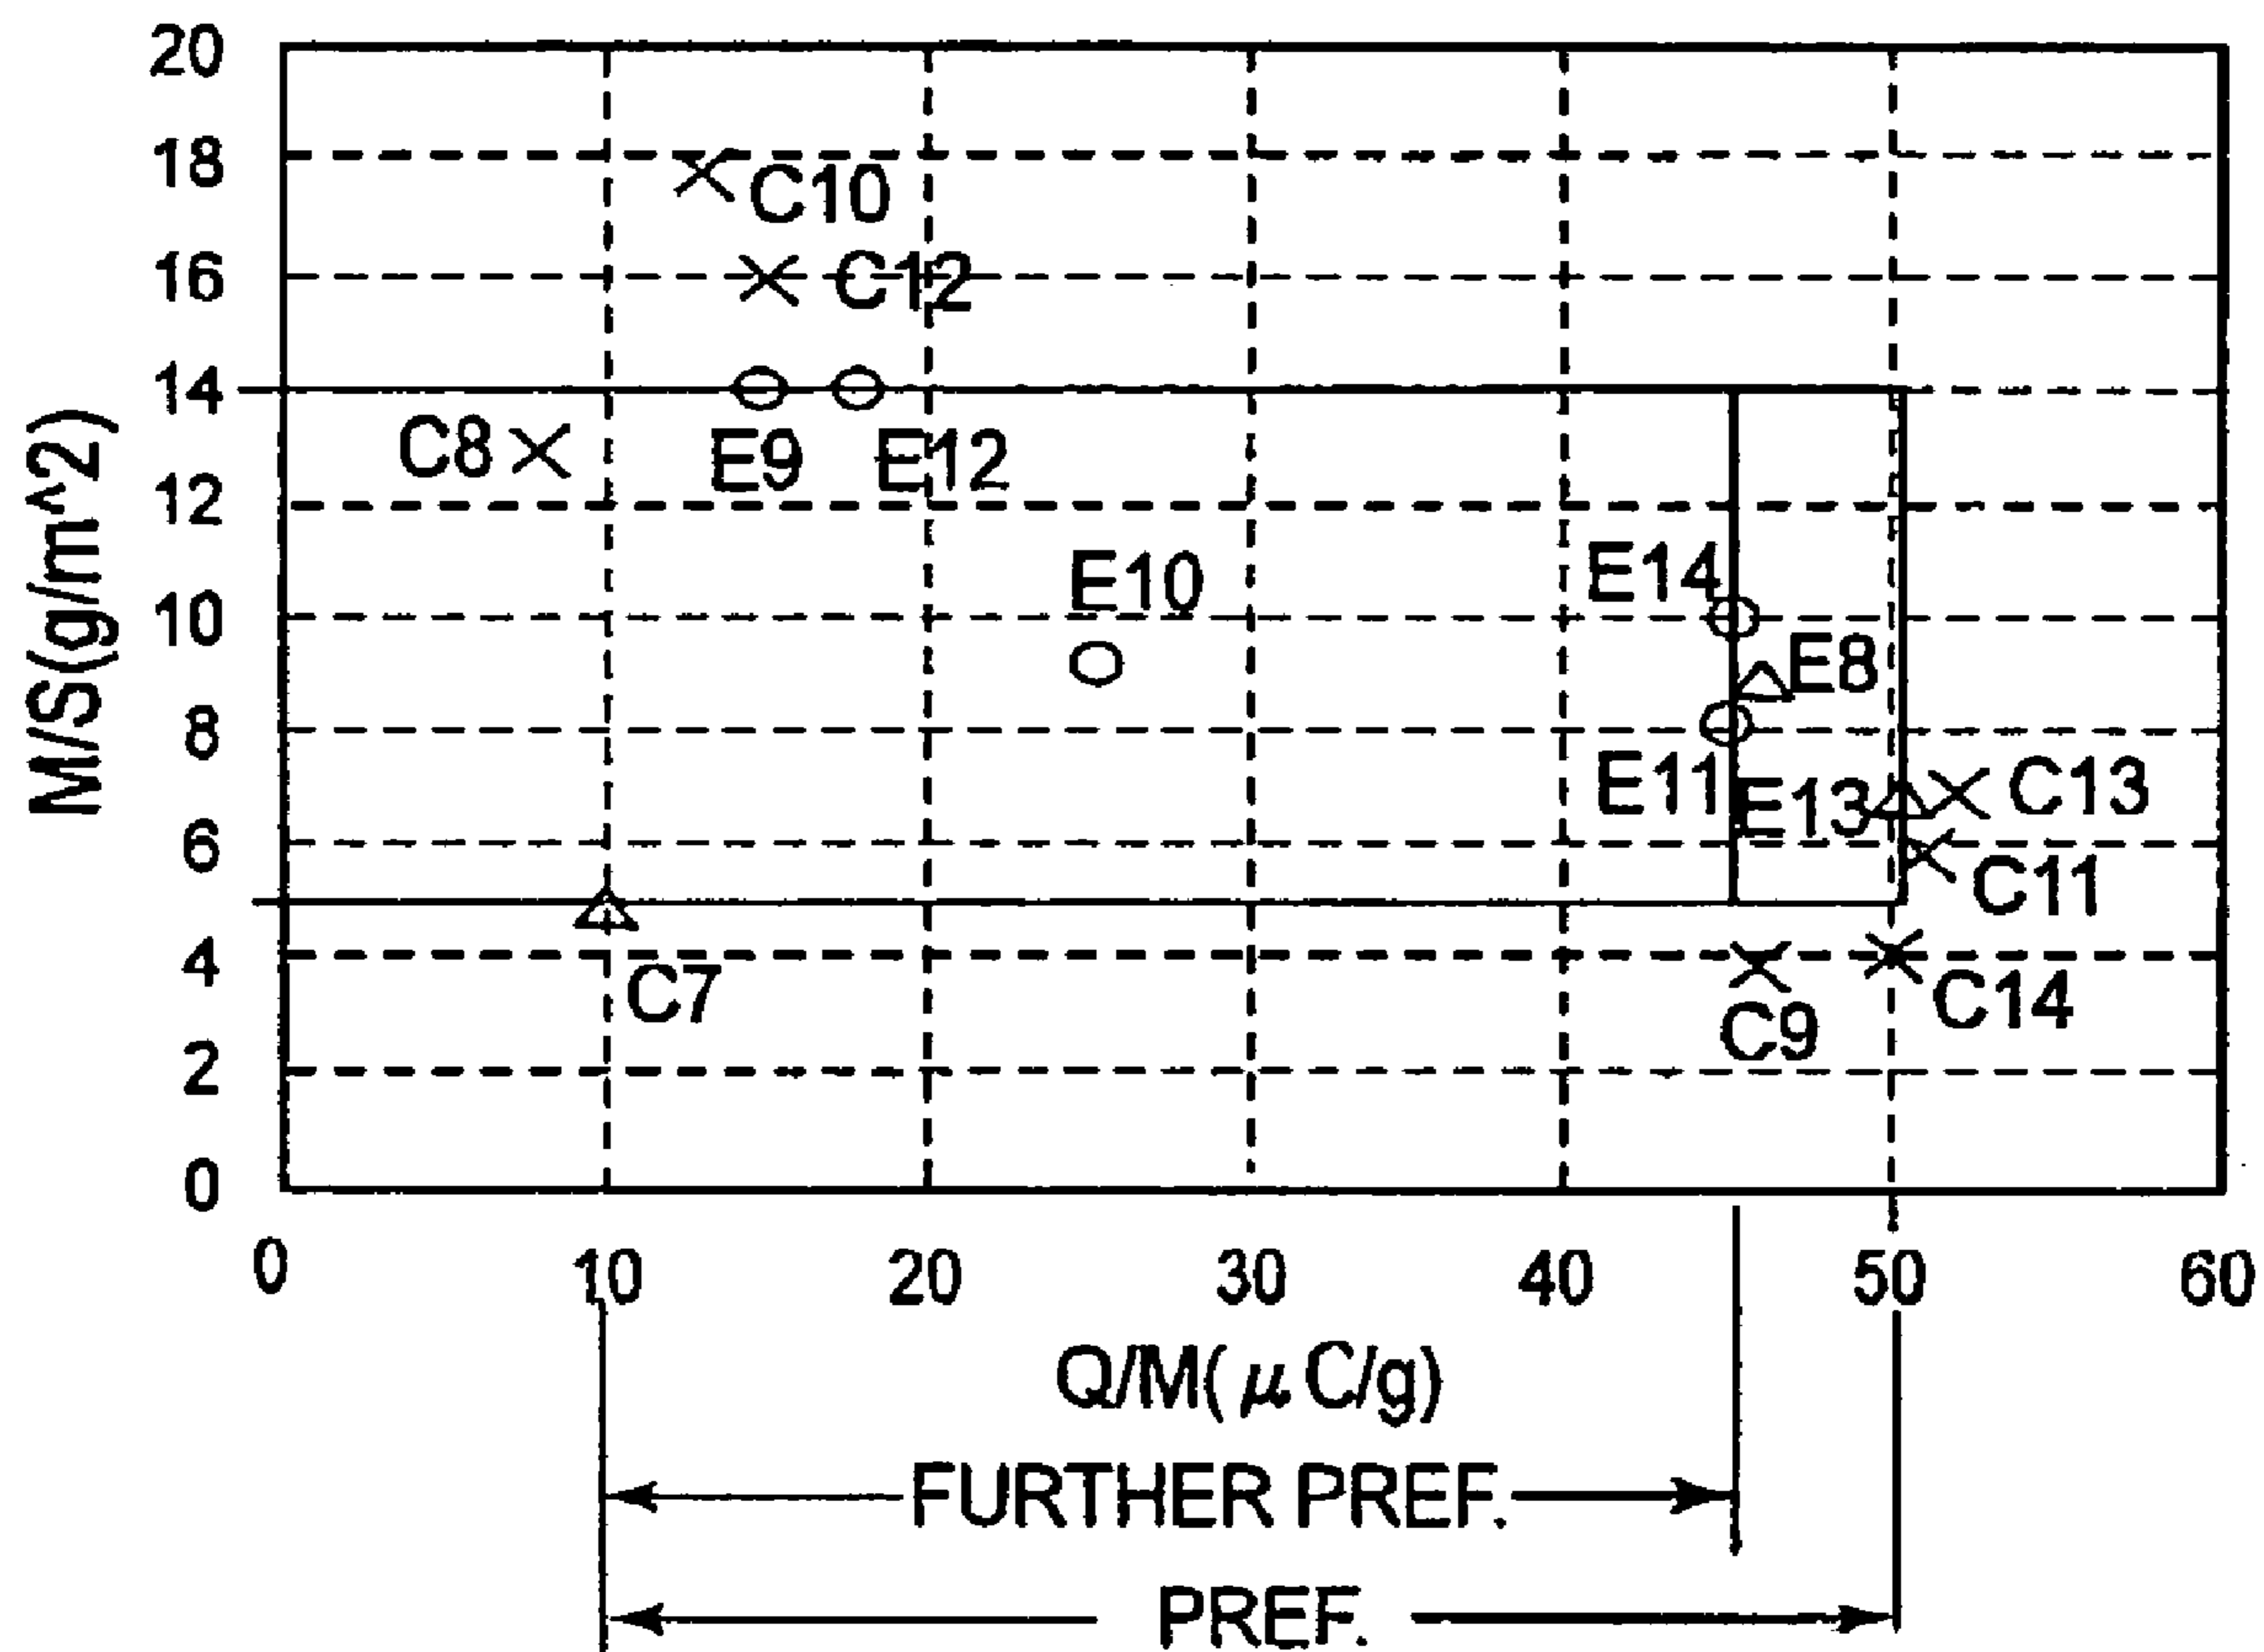 20
18
C10
16
C12
14
C8
E9
E12
12
E10
E14
10
E8
8
E11
E13
C13
6
C11
4
C7
C14
C9
2
0
M/S(g/m^2)
0 10 20 30 40 50 60
Q/M(μC/g)
FURTHER PREF.
PREF.